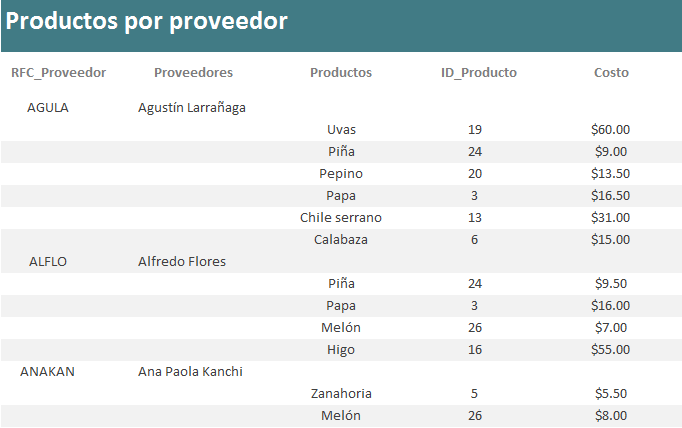 Productos por proveedor
RFC_Proveedor Proveedores Productos ID_Producto Costo
AGULA Agustín Larrañaga
Uvas 19 $60.00
Piña 24 $9.00
Pepino 20 $13.50
Papa 3 $16.50
Chile serrano 13 $31.00
Calabaza 6 $15.00
ALFLO Alfredo Flores
Piña 24 $9.50
Papa 3 $16.00
Melón 26 $7.00
Higo 16 $55.00
ANAKAN Ana Paola Kanchi
Zanahoria 5 $5.50
Melón 26 $8.00